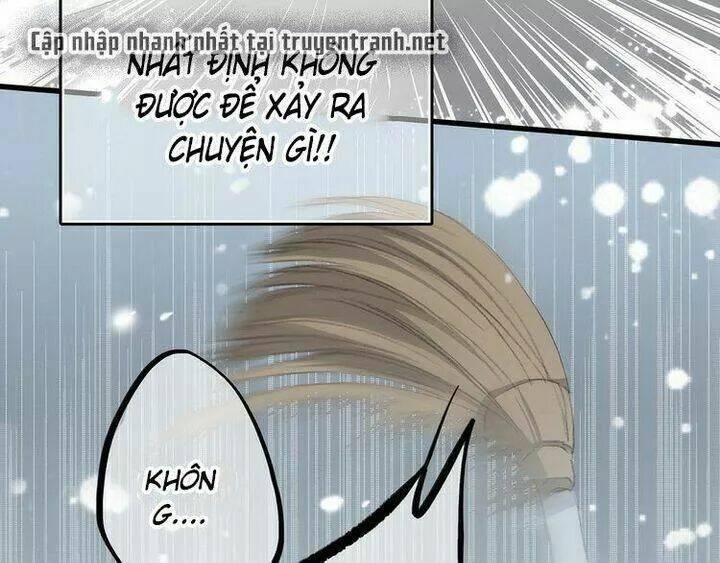 Cập nhập nhanh nhất tại truyentranh.net
NHẤT ĐỊNH KHÔNG
ĐƯỢC ĐỂ XẢY RA
CHUYỆN GÌ!!
KHÔN
G....